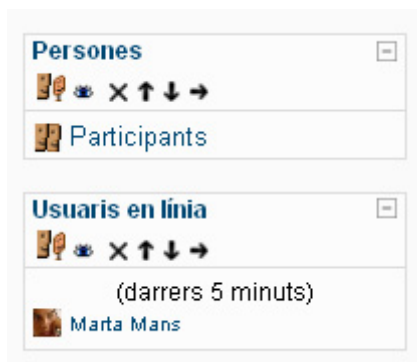 Persones
Participants
Usuaris en línia
(darrers 5 minuts)
Marta Mans